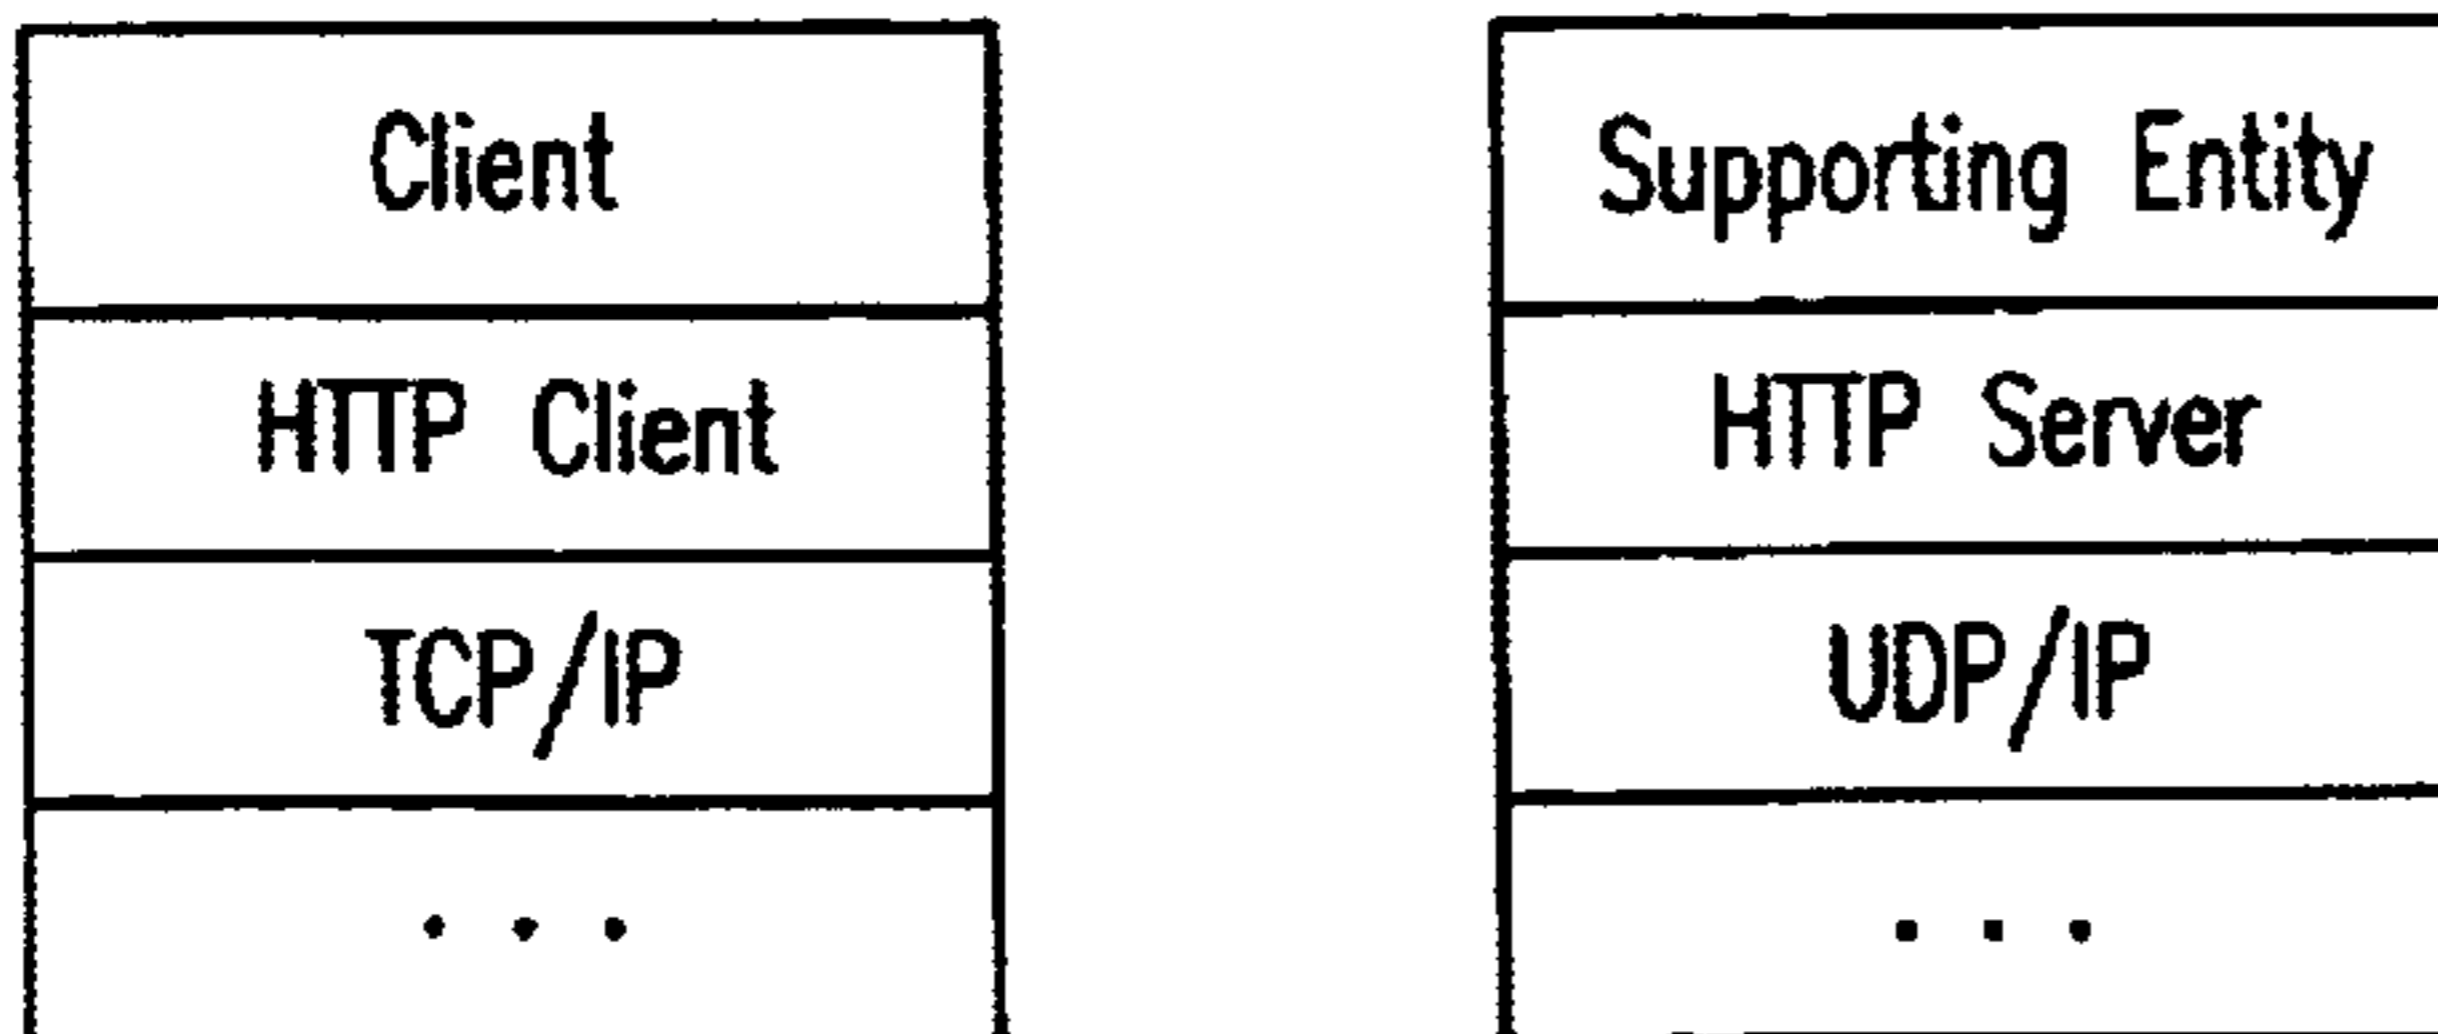 Client
HTTP Client
TCP/IP
. . .
Supporting Entity
HTTP Server
UDP/IP
. . .